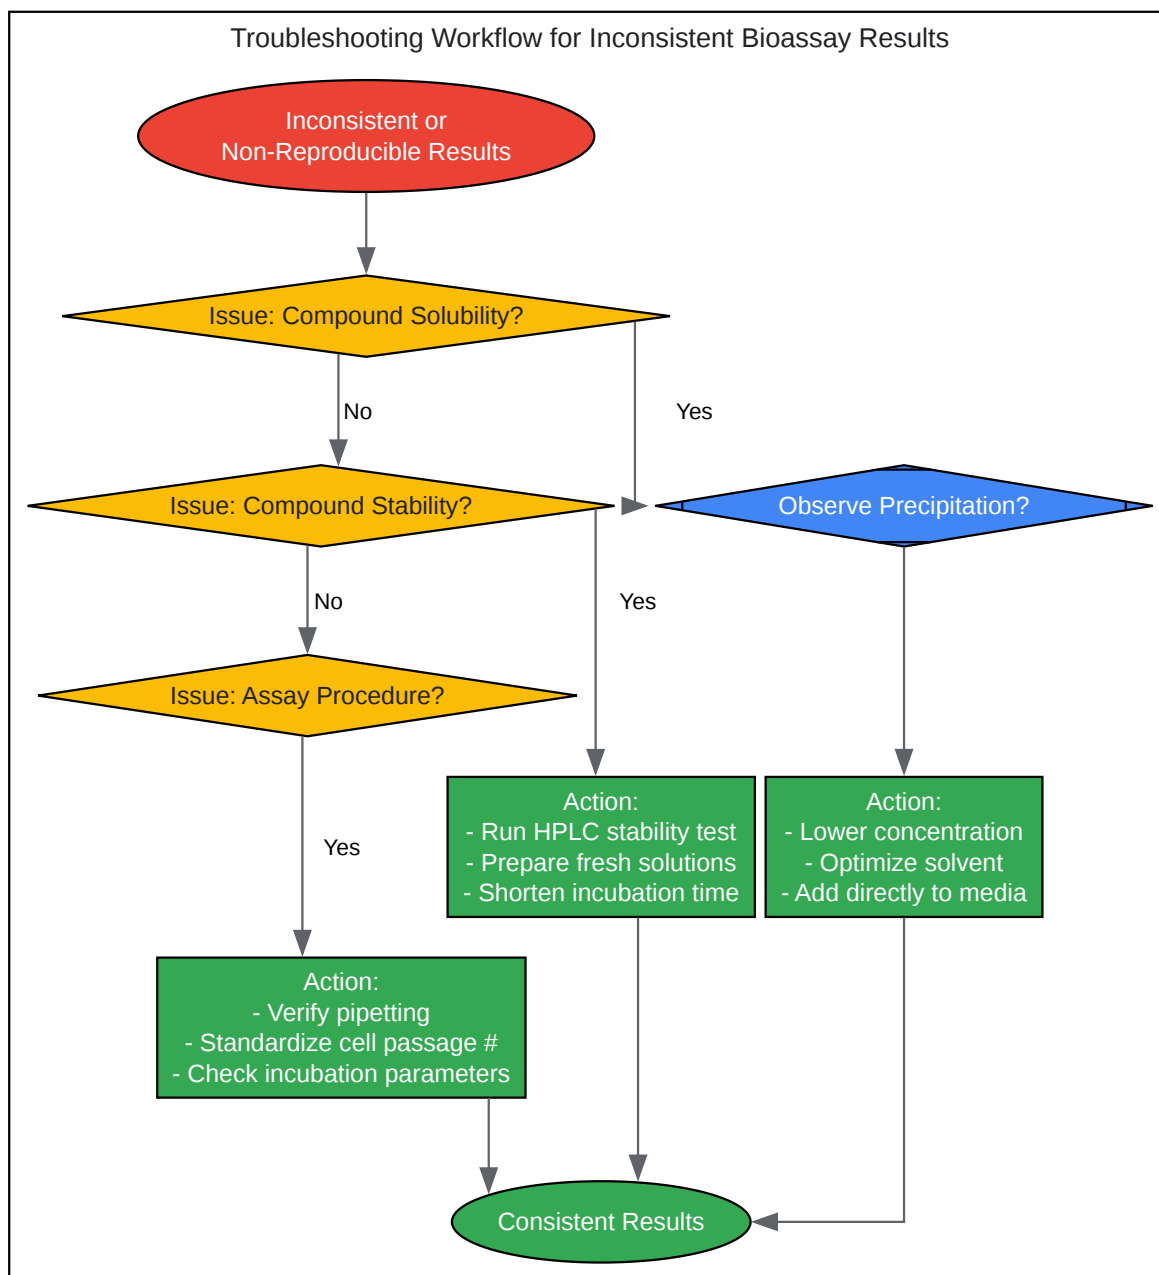 Troubleshooting Workflow for Inconsistent Bioassay Results
Inconsistent or
Non-Reproducible Results
Issue: Compound Solubility?
No
Yes
Issue: Compound Stability?
Observe Precipitation?
No
Yes
Issue: Assay Procedure?
Yes
Action:
- Run HPLC stability test
- Prepare fresh solutions
- Shorten incubation time
Action:
- Lower concentration
- Optimize solvent
- Add directly to media
Action:
- Verify pipetting
- Standardize cell passage #
- Check incubation parameters
Consistent Results